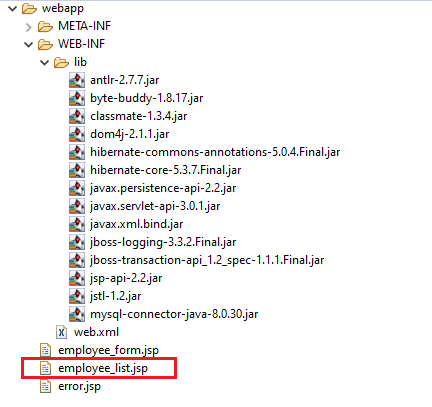 webapp
META-INF
WEB-INF
lib
antlr-2.7.7.jar
byte-buddy-1.8.17.jar
classmate-1.3.4.jar
dom4j-2.1.1.jar
hibernate-commons-annotations-5.0.4.Final.jar
hibernate-core-5.3.7.Final.jar
javax.persistence-api-2.2.jar
javax.servlet-api-3.0.1.jar
javax.xml.bind.jar
jboss-logging-3.3.2.Final.jar
jboss-transaction-api_1.2_spec-1.1.1.Final.jar
jsp-api-2.2.jar
jstl-1.2.jar
mysql-connector-java-8.0.30.jar
web.xml
employee_form.jsp
employee_list.jsp
error.jsp